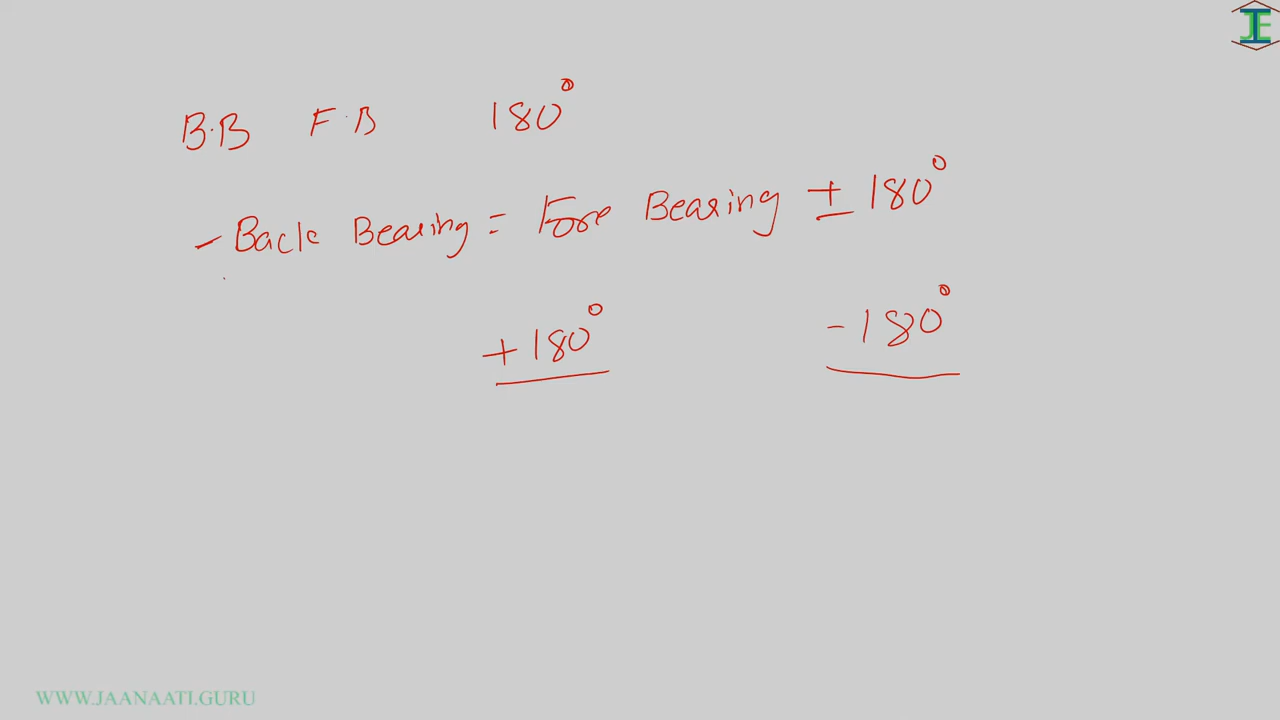 B.B F.B 180°
- Back Bearing = Fore Bearing ± 180°
+180° -180°
WWW.JAANAATI.GURU